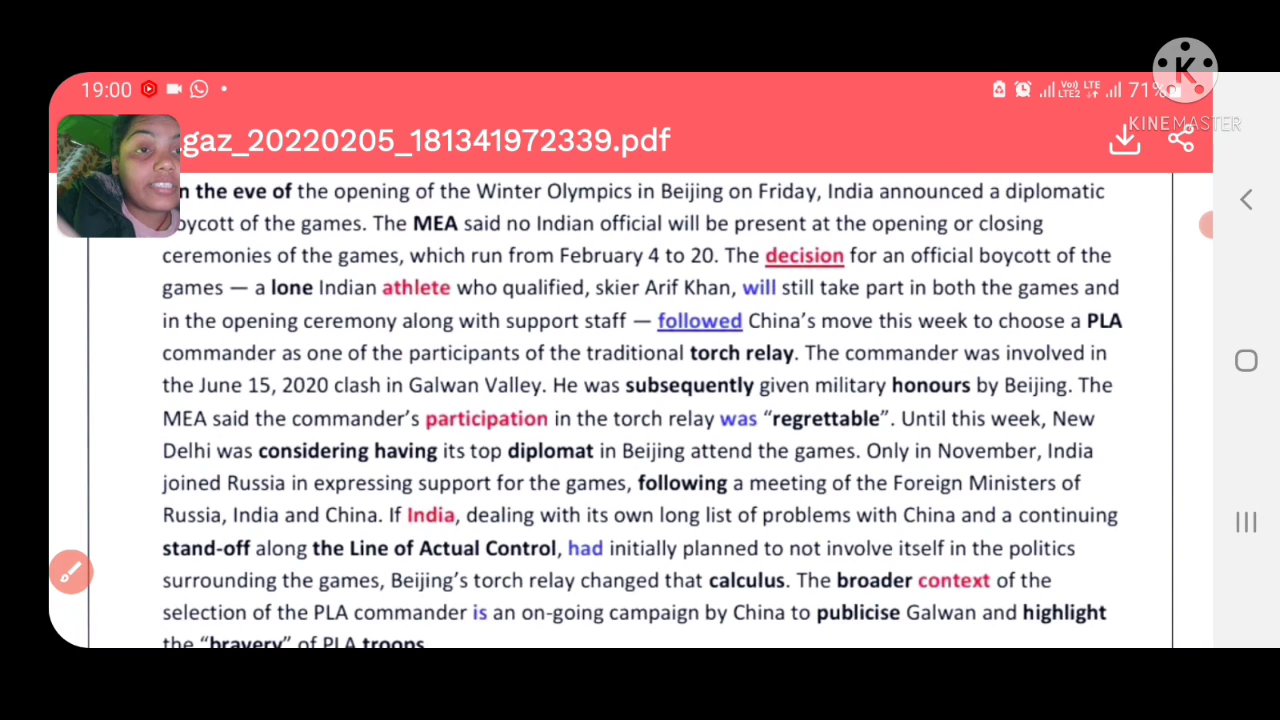 19:00 Vo) LTE LTE2 71%
K
KINEMASTER
gaz_20220205_181341972339.pdf
n the eve of the opening of the Winter Olympics in Beijing on Friday, India announced a diplomatic
oycott of the games. The MEA said no Indian official will be present at the opening or closing
ceremonies of the games, which run from February 4 to 20. The decision for an official boycott of the
games — a lone Indian athlete who qualified, skier Arif Khan, will still take part in both the games and
in the opening ceremony along with support staff — followed China’s move this week to choose a PLA
commander as one of the participants of the traditional torch relay. The commander was involved in
the June 15, 2020 clash in Galwan Valley. He was subsequently given military honours by Beijing. The
MEA said the commander’s participation in the torch relay was “regrettable”. Until this week, New
Delhi was considering having its top diplomat in Beijing attend the games. Only in November, India
joined Russia in expressing support for the games, following a meeting of the Foreign Ministers of
Russia, India and China. If India, dealing with its own long list of problems with China and a continuing
stand-off along the Line of Actual Control, had initially planned to not involve itself in the politics
surrounding the games, Beijing’s torch relay changed that calculus. The broader context of the
selection of the PLA commander is an on-going campaign by China to publicise Galwan and highlight
the “bravery” of PLA troops.